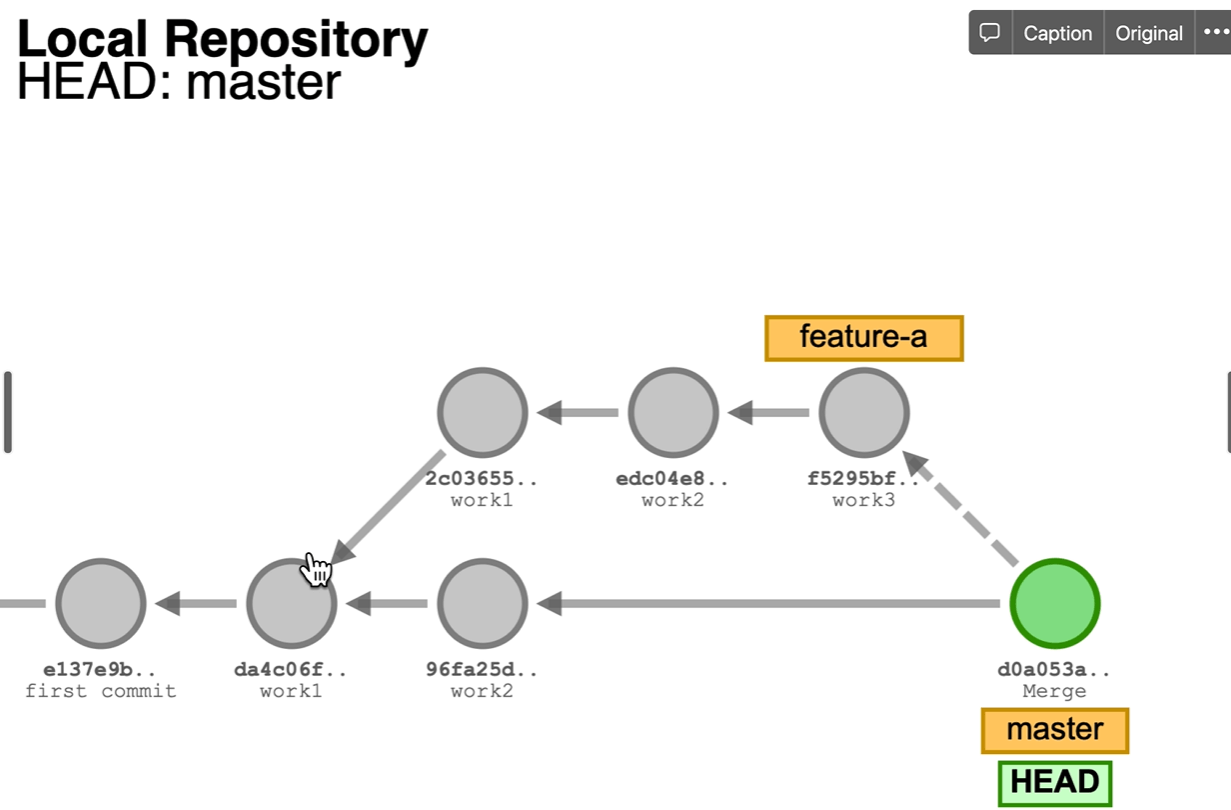 Local Repository
HEAD: master
Caption
Original
feature-a
2c03655..
work1
edc04e8..
work2
f5295bf..
work3
e137e9b..
first commit
da4c06f..
work1
96fa25d..
work2
d0a053a..
Merge
master
HEAD